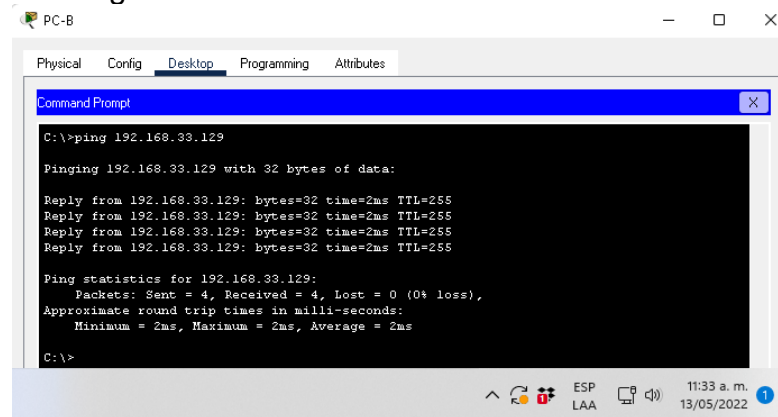 PC-B
Physical Config Desktop Programming Attributes
Command Prompt
X
C:\>ping 192.168.33.129
Pinging 192.168.33.129 with 32 bytes of data:
Reply from 192.168.33.129: bytes=32 time=2ms TTL=255
Reply from 192.168.33.129: bytes=32 time=2ms TTL=255
Reply from 192.168.33.129: bytes=32 time=2ms TTL=255
Reply from 192.168.33.129: bytes=32 time=2ms TTL=255
Ping statistics for 192.168.33.129:
Packets: Sent = 4, Received = 4, Lost = 0 (0% loss),
Approximate round trip times in milli-seconds:
Minimum = 2ms, Maximum = 2ms, Average = 2ms
C:\>
1
ESP
LAA
11:33 a. m.
13/05/2022
1